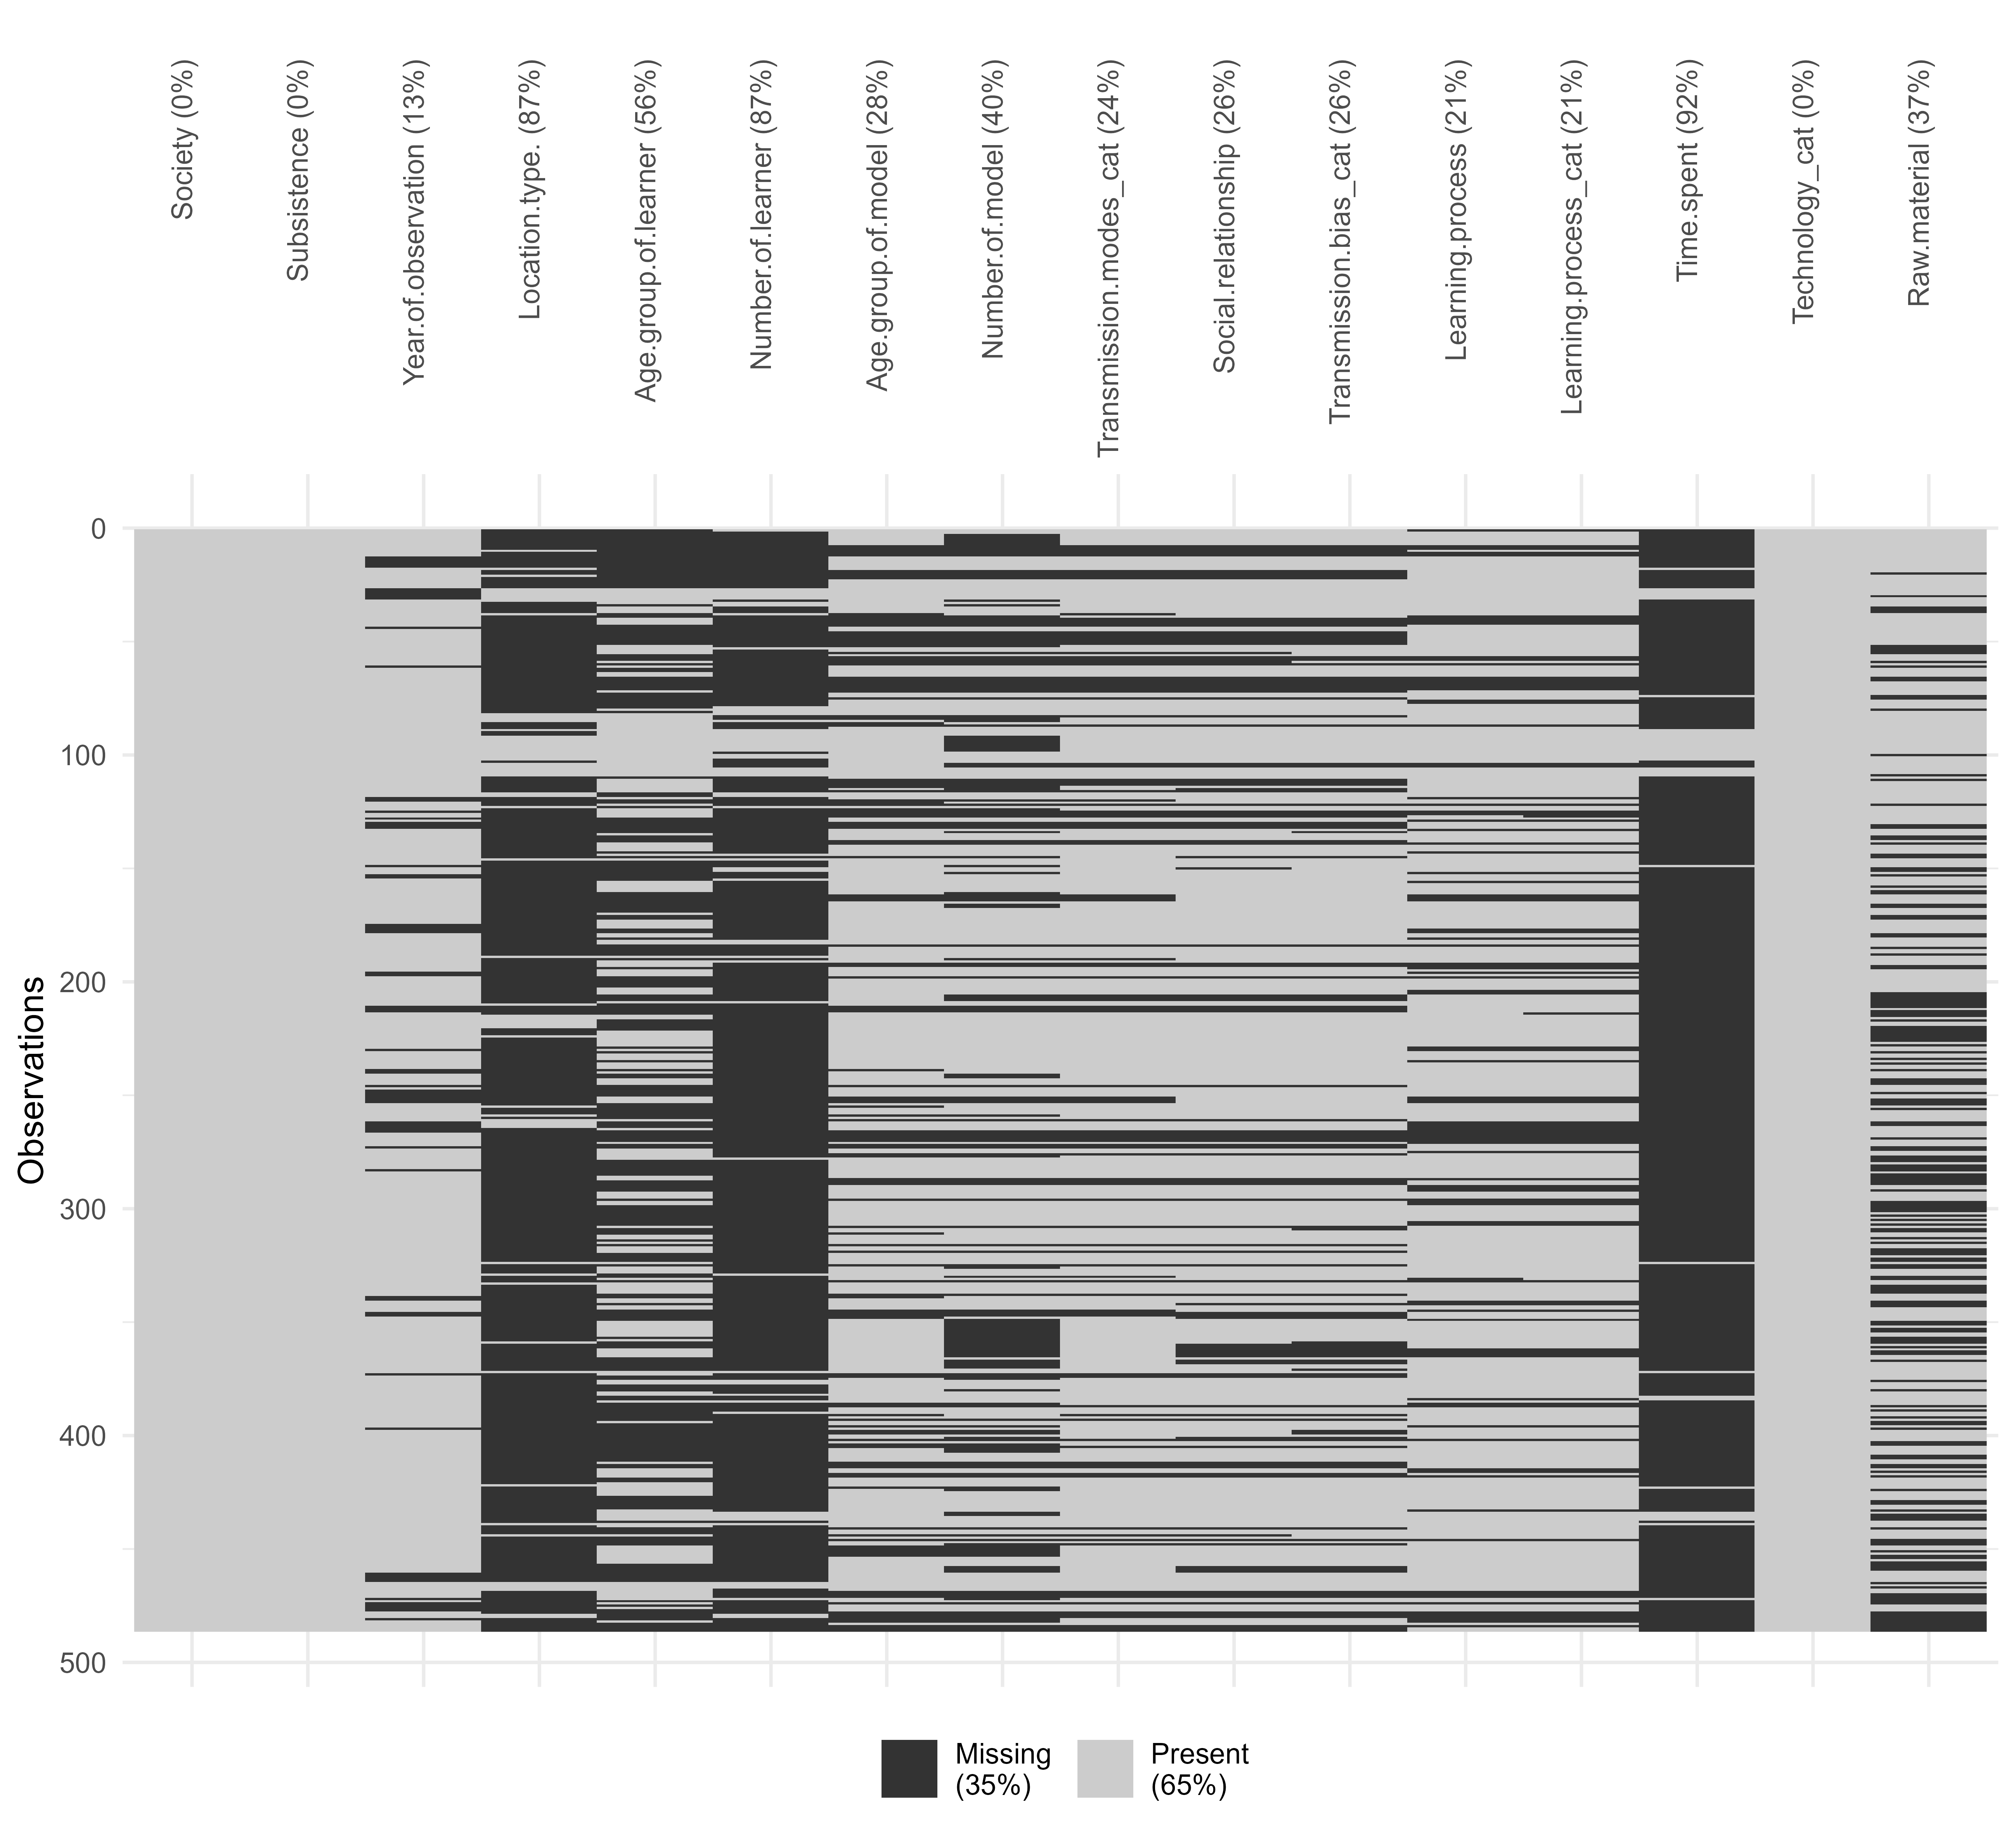 Society (0%)
Subsistence (0%)
Year.of.observation (13%)
Location.type. (87%)
Age.group.of.learner (56%)
Number.of.learner (87%)
Age.group.of.model (28%)
Number.of.model (40%)
Transmission.modes_cat (24%)
Social.relationship (26%)
Transmission.bias_cat (26%)
Learning.process (21%)
Learning.process_cat (21%)
Time.spent (92%)
Technology_cat (0%)
Raw.material (37%)
Observations
0
100
200
300
400
500
Missing
(35%)
Present
(65%)